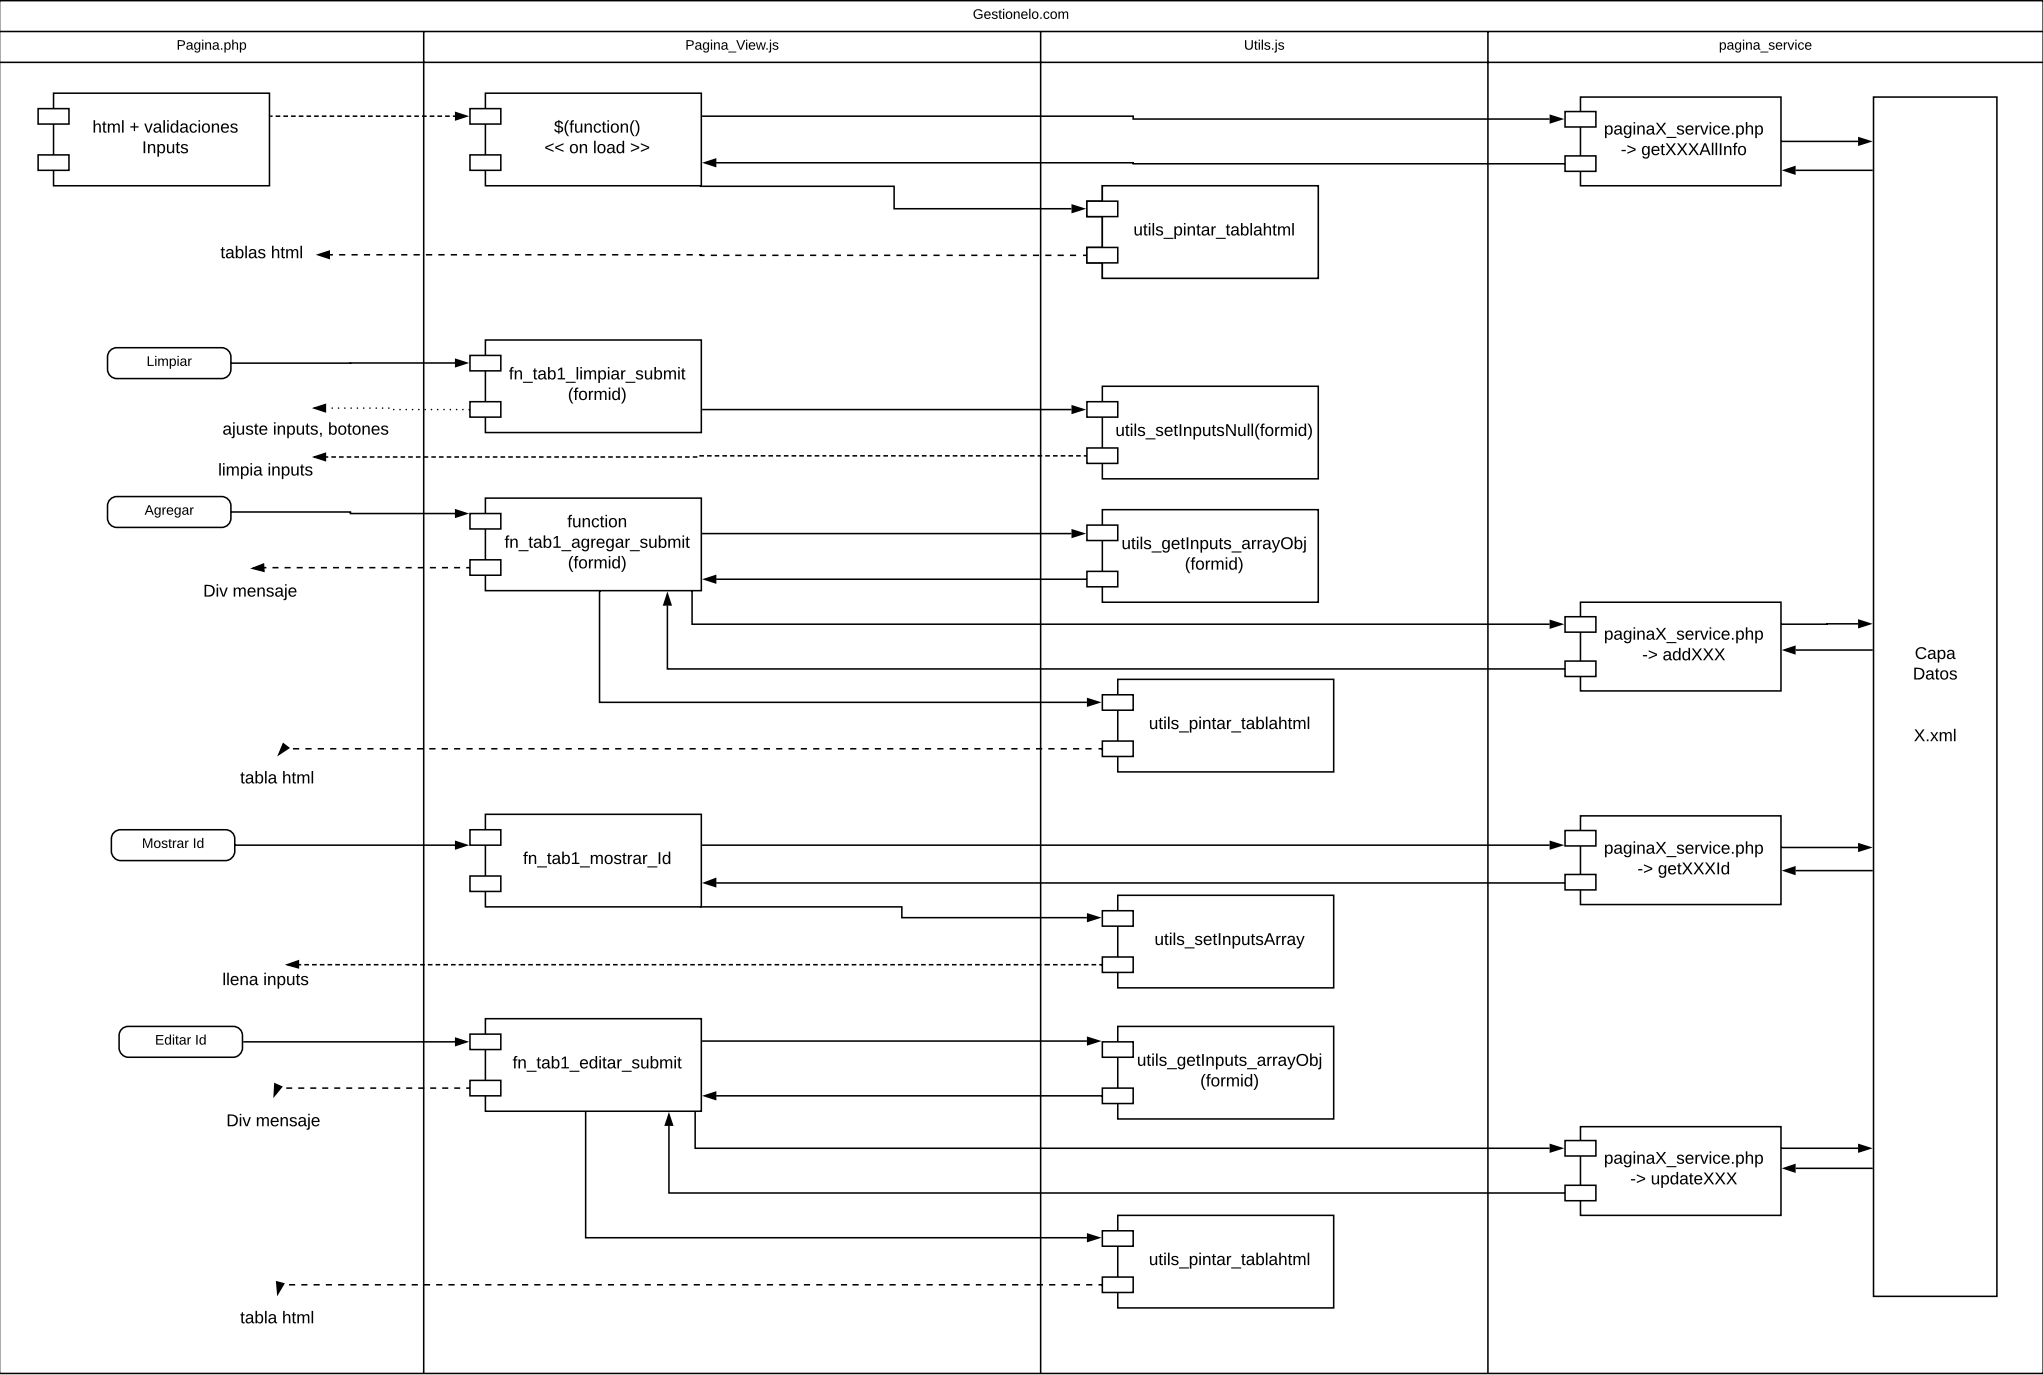 Gestionelo.com
Pagina.php
Pagina_View.js
Utils.js
pagina_service
html + validaciones
Inputs
$(function()
<< on load >>
paginaX_service.php
-> getXXXAllInfo
utils_pintar_tablahtml
tablas html
Limpiar
fn_tab1_limpiar_submit
(formid)
ajuste inputs, botones
utils_setInputsNull(formid)
limpia inputs
Agregar
function
fn_tab1_agregar_submit
(formid)
utils_getInputs_arrayObj
(formid)
Div mensaje
paginaX_service.php
-> addXXX
Capa
Datos
X.xml
utils_pintar_tablahtml
tabla html
Mostrar Id
fn_tab1_mostrar_Id
paginaX_service.php
-> getXXXId
utils_setInputsArray
llena inputs
Editar Id
fn_tab1_editar_submit
utils_getInputs_arrayObj
(formid)
Div mensaje
paginaX_service.php
-> updateXXX
utils_pintar_tablahtml
tabla html